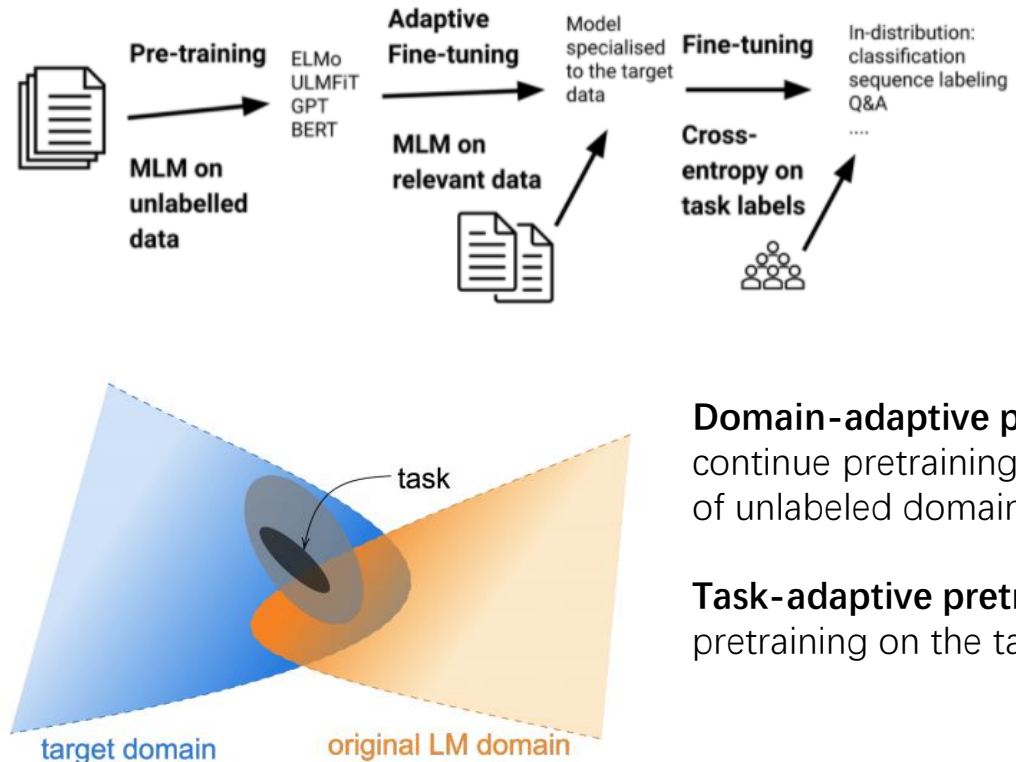 Pre-training
MLM on
unlabelled
data
ELMo
ULMFiT
GPT
BERT
Adaptive
Fine-tuning
MLM on
relevant data
Model
specialised
to the target
data
Fine-tuning
Cross-
entropy on
task labels
In-distribution:
classification
sequence labeling
Q&A
....
task
target domain
original LM domain
Domain-adaptive p
continue pretraining
of unlabeled domain
Task-adaptive pretr
pretraining on the ta